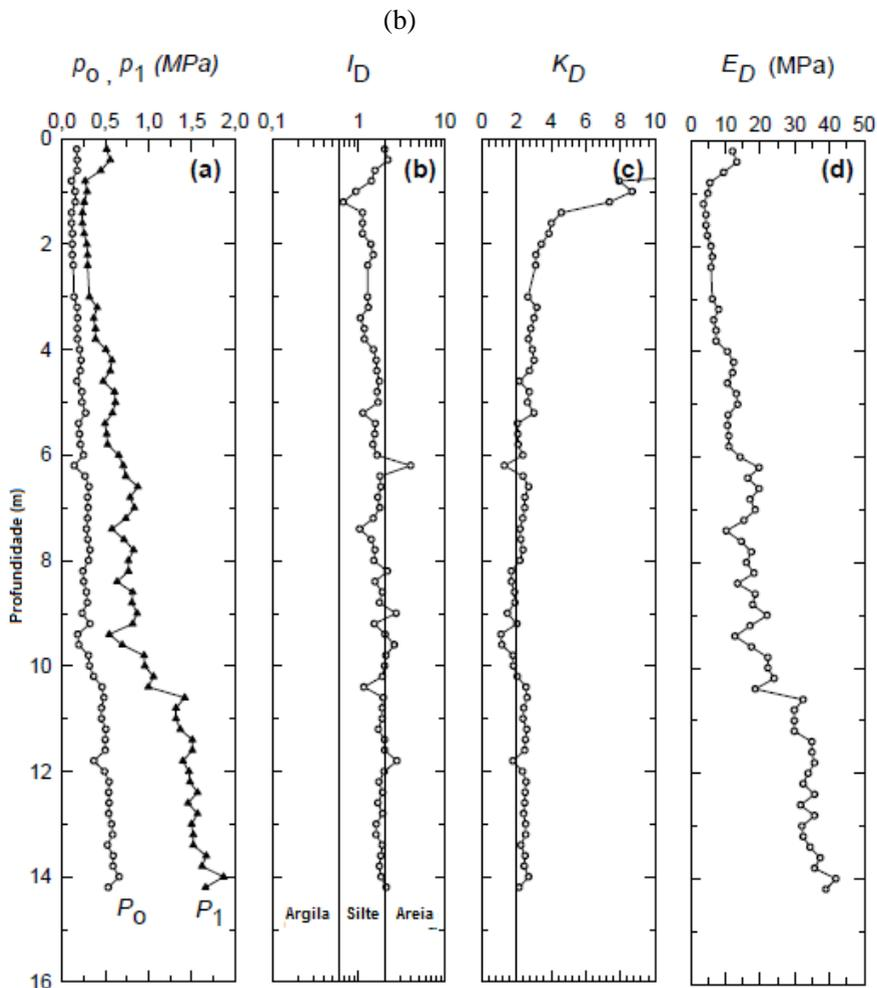 (b)
p0 , p1 (MPa)
ID
KD
ED (MPa)
0,0 0,5 1,0 1,5 2,0
0,1 1 10
0 2 4 6 8 10
0 10 20 30 40 50
(a)
(b)
(c)
(d)
0
2
4
6
8
10
12
14
16
Profundidade (m)
P0
P1
Argila
Silte
Areia